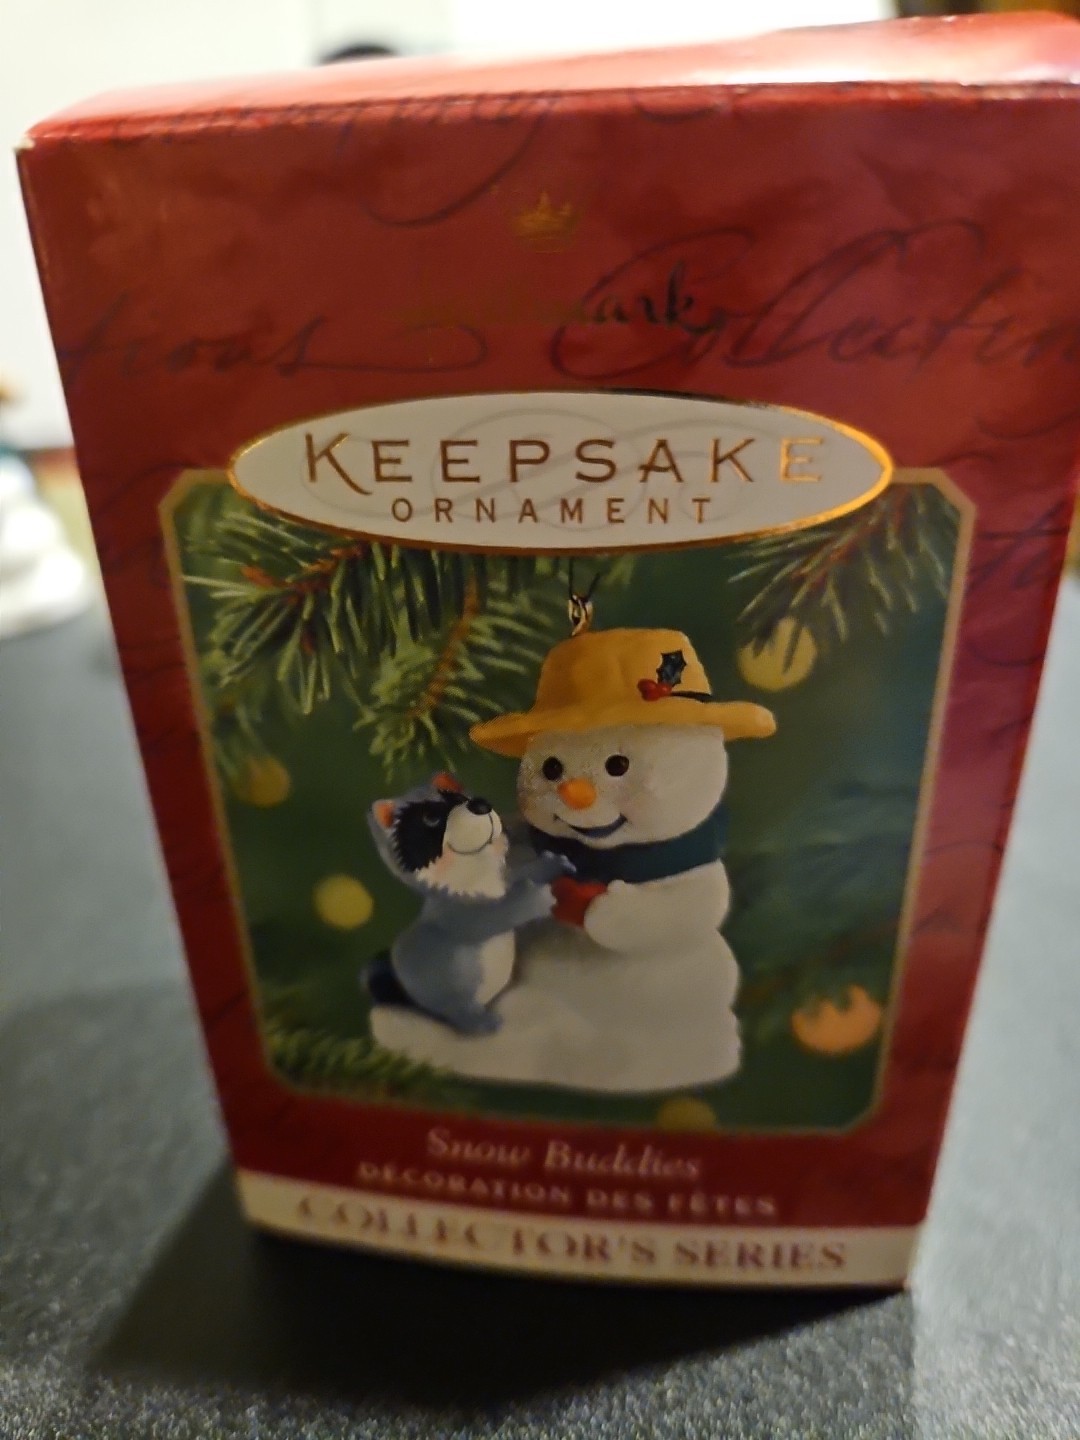 Hallmark
KEEPSAKE
ORNAMENT
Snow Buddies
DÉCORATION DES FÊTES
COLLECTOR'S SERIES